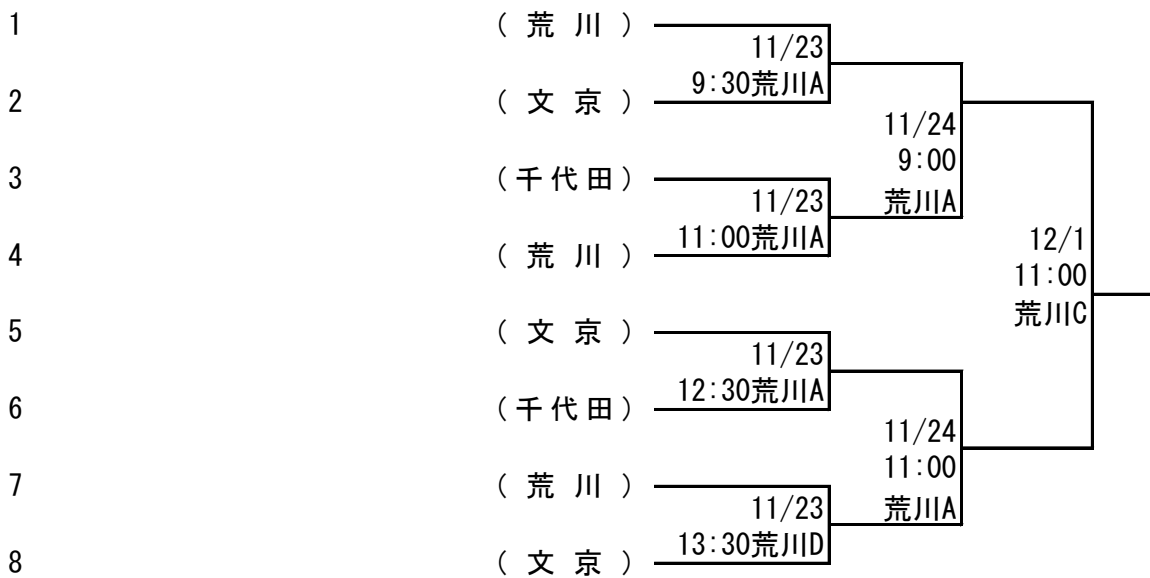 1 ( 荒 川 )
11/23
9:30荒川A
2 ( 文 京 )
11/24
9:00
荒川A
3 (千代田)
11/23
11:00荒川A
4 ( 荒 川 )
12/1
11:00
荒川C
5 ( 文 京 )
11/23
12:30荒川A
6 (千代田)
11/24
11:00
荒川A
7 ( 荒 川 )
11/23
13:30荒川D
8 ( 文 京 )